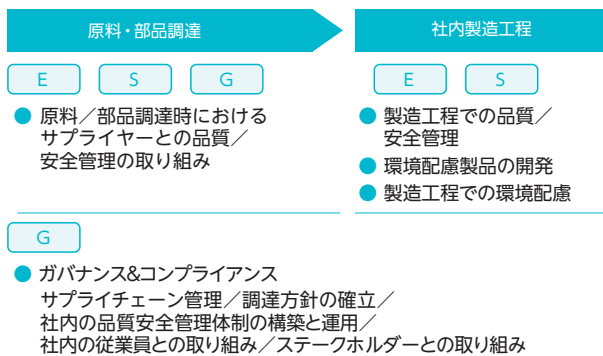 原料・部品調達
社内製造工程
E S G
E S
● 原料／部品調達時における
サプライヤーとの品質／
安全管理の取り組み
● 製造工程での品質／
安全管理
● 環境配慮製品の開発
● 製造工程での環境配慮
G
● ガバナンス&コンプライアンス
サプライチェーン管理／調達方針の確立／
社内の品質安全管理体制の構築と運用／
社内の従業員との取り組み／ステークホルダーとの取り組み